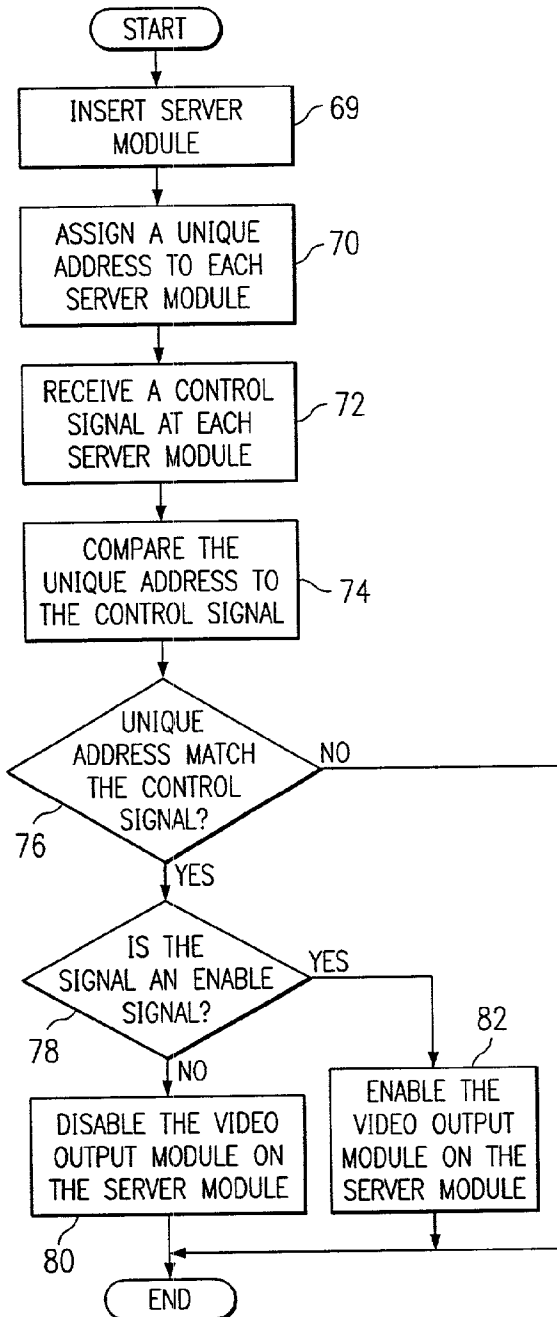 START
INSERT SERVER
MODULE
69
ASSIGN A UNIQUE
ADDRESS TO EACH
SERVER MODULE
70
RECEIVE A CONTROL
SIGNAL AT EACH
SERVER MODULE
72
COMPARE THE
UNIQUE ADDRESS TO
THE CONTROL SIGNAL
74
UNIQUE
ADDRESS MATCH
THE CONTROL
SIGNAL?
NO
76
YES
IS THE
SIGNAL AN ENABLE
SIGNAL?
YES
78
NO
82
DISABLE THE VIDEO
OUTPUT MODULE ON
THE SERVER MODULE
80
ENABLE THE
VIDEO OUTPUT
MODULE ON THE
SERVER MODULE
END